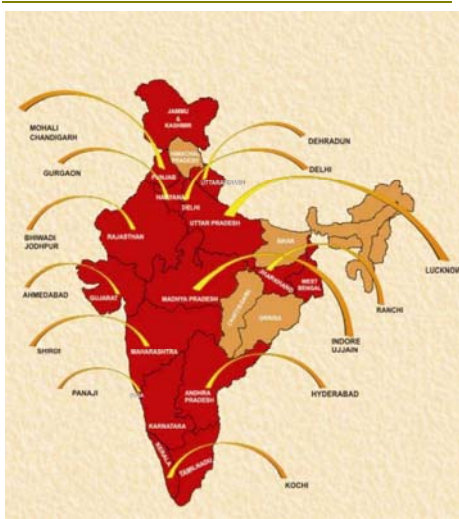 JAMMU
&
KASHMIR
MOHALI
CHANDIGARH
HIMACHAL
PRADESH
DEHRADUN
PUNJAB
GURGAON
UTTARAKHAND
DELHI
HARYANA
DELHI
UTTAR PRADESH
BHIWADI
JODHPUR
RAJASTHAN
BIHAR
LUCKNOW
JHARKHAND
WEST
BENGAL
AHMEDABAD
GUJARAT
MADHYA PRADESH
RANCHI
ORISSA
INDORE
UJJAIN
SHIRDI
MAHARASHTRA
PANAJI
ANDHRA
PRADESH
HYDERABAD
KARNATAKA
KERALA
TAMILNADU
KOCHI